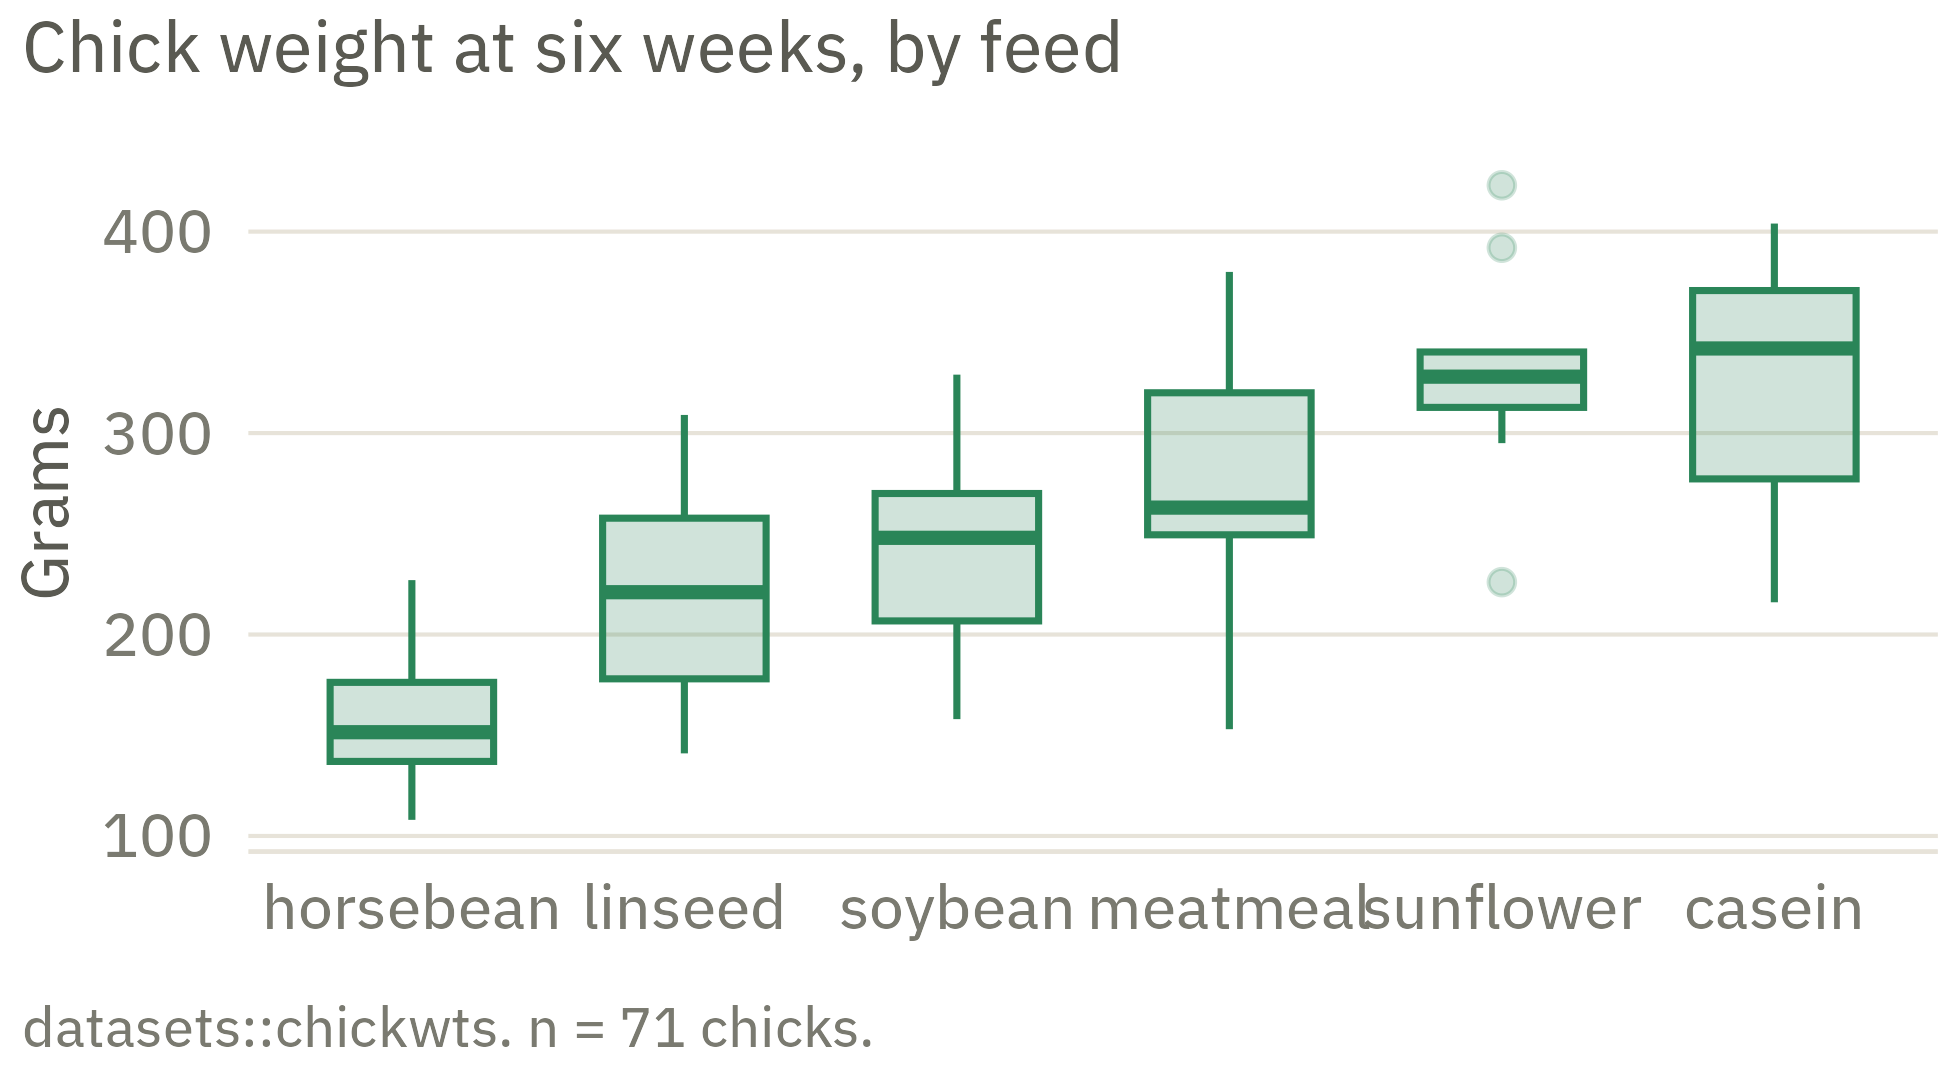 Chick weight at six weeks, by feed
Grams
400
300
200
100
horsebean linseed soybean meatmeal sunflower casein
datasets::chickwts. n = 71 chicks.